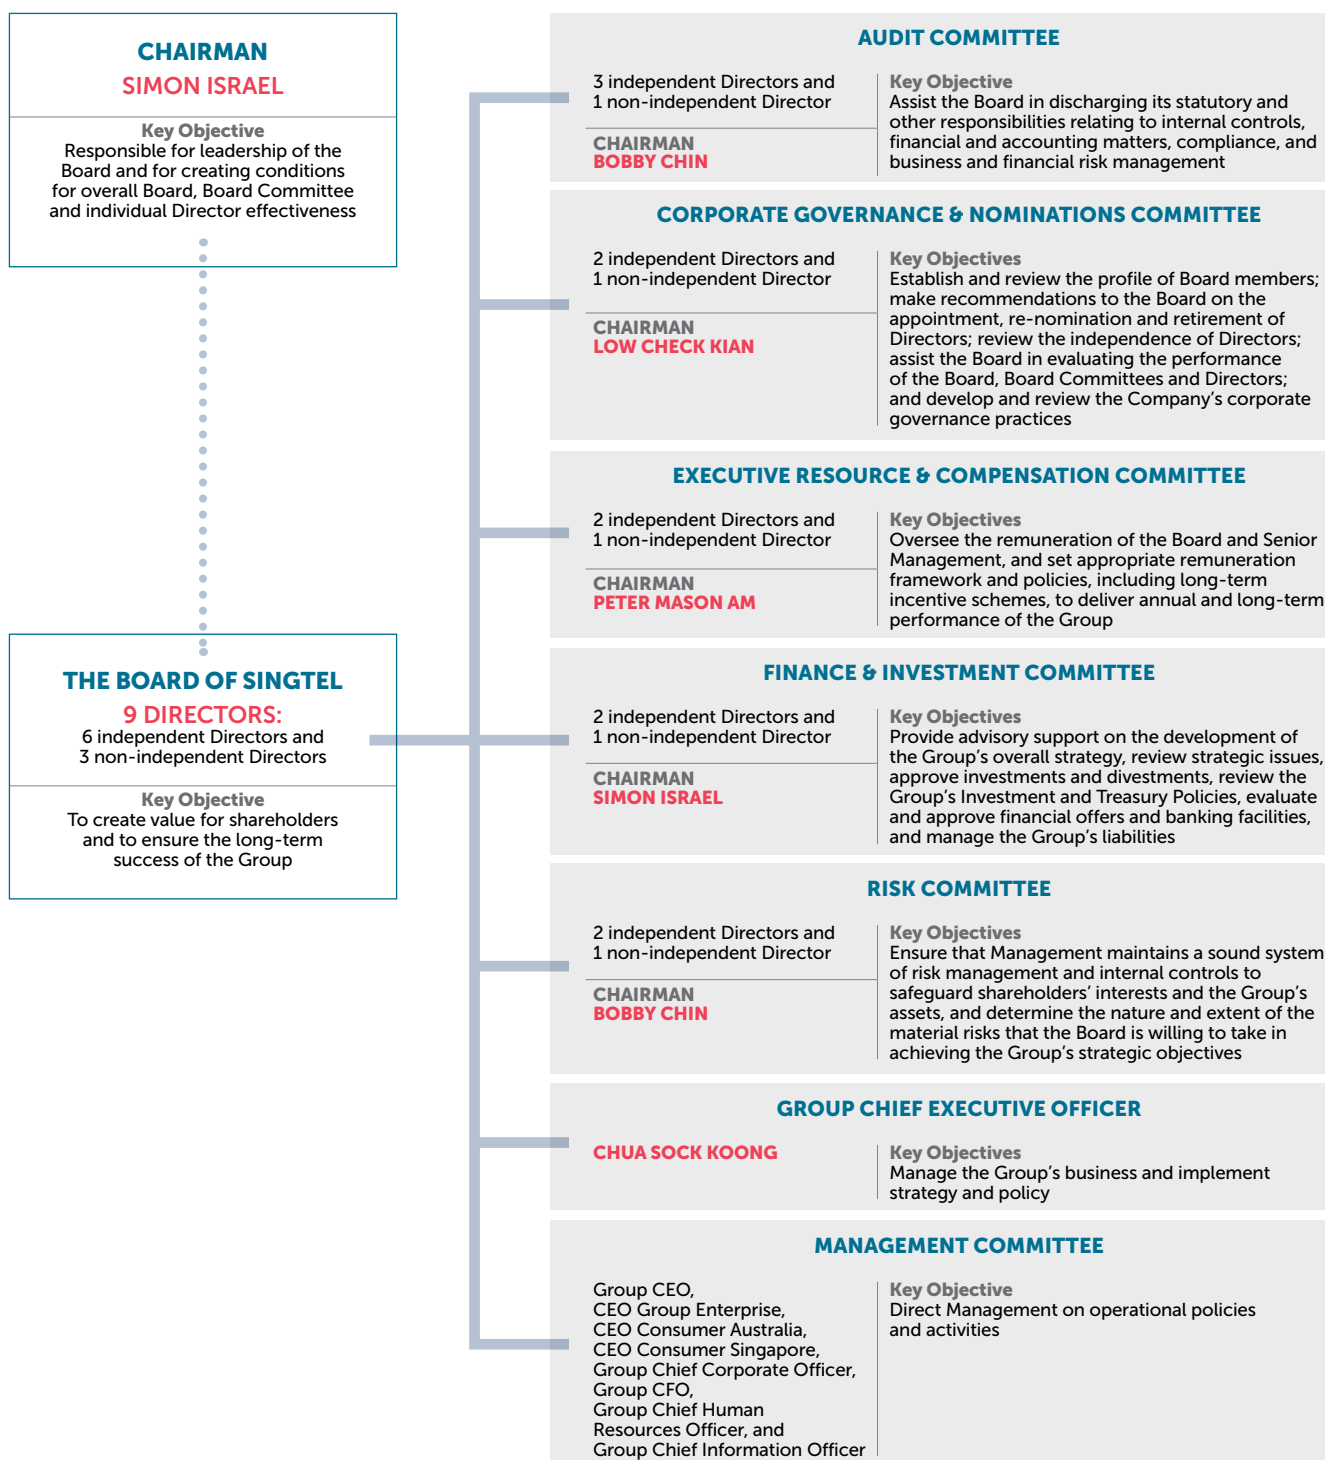 CHAIRMAN
SIMON ISRAEL
Key Objective
Responsible for leadership of the
Board and for creating conditions
for overall Board, Board Committee
and individual Director effectiveness
THE BOARD OF SINGTEL
9 DIRECTORS:
6 independent Directors and
3 non-independent Directors
Key Objective
To create value for shareholders
and to ensure the long-term
success of the Group
AUDIT COMMITTEE
3 independent Directors and
1 non-independent Director
CHAIRMAN
BOBBY CHIN
Key Objective
Assist the Board in discharging its statutory and
other responsibilities relating to internal controls,
financial and accounting matters, compliance, and
business and financial risk management
CORPORATE GOVERNANCE & NOMINATIONS COMMITTEE
2 independent Directors and
1 non-independent Director
CHAIRMAN
LOW CHECK KIAN
Key Objectives
Establish and review the profile of Board members;
make recommendations to the Board on the
appointment, re-nomination and retirement of
Directors; review the independence of Directors;
assist the Board in evaluating the performance
of the Board, Board Committees and Directors;
and develop and review the Company’s corporate
governance practices
EXECUTIVE RESOURCE & COMPENSATION COMMITTEE
2 independent Directors and
1 non-independent Director
CHAIRMAN
PETER MASON AM
Key Objectives
Oversee the remuneration of the Board and Senior
Management, and set appropriate remuneration
framework and policies, including long-term
incentive schemes, to deliver annual and long-term
performance of the Group
FINANCE & INVESTMENT COMMITTEE
2 independent Directors and
1 non-independent Director
CHAIRMAN
SIMON ISRAEL
Key Objectives
Provide advisory support on the development of
the Group’s overall strategy, review strategic issues,
approve investments and divestments, review the
Group’s Investment and Treasury Policies, evaluate
and approve financial offers and banking facilities,
and manage the Group’s liabilities
RISK COMMITTEE
2 independent Directors and
1 non-independent Director
CHAIRMAN
BOBBY CHIN
Key Objectives
Ensure that Management maintains a sound system
of risk management and internal controls to
safeguard shareholders’ interests and the Group’s
assets, and determine the nature and extent of the
material risks that the Board is willing to take in
achieving the Group’s strategic objectives
GROUP CHIEF EXECUTIVE OFFICER
CHUA SOCK KOONG
Key Objectives
Manage the Group’s business and implement
strategy and policy
MANAGEMENT COMMITTEE
Group CEO,
CEO Group Enterprise,
CEO Consumer Australia,
CEO Consumer Singapore,
Group Chief Corporate Officer,
Group CFO,
Group Chief Human
Resources Officer, and
Group Chief Information Officer
Key Objective
Direct Management on operational policies
and activities